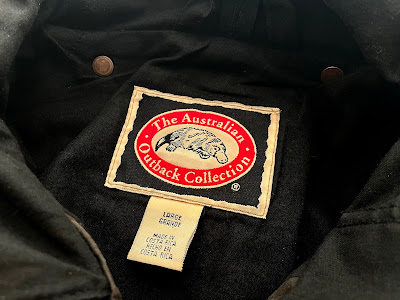 The Australian
Outback Collection
®
LARGE
GRANDE
MADE IN
COSTA RICA
HECHO EN
COSTA RICA